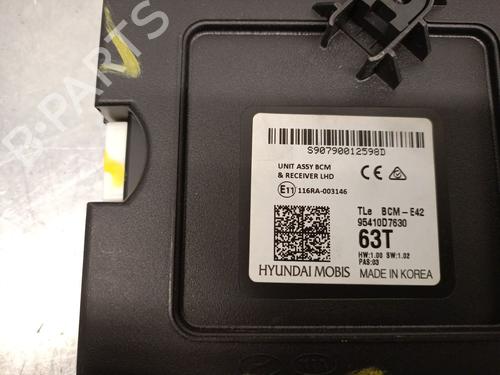 S90790012598D
UNIT ASSY BCM
& RECEIVER LHD
CE
E11 116RA-003146
TLe BCM-E42
95410D7630
63T
HW:1.00 SW:1.02
PAS:03
HYUNDAI MOBIS MADE IN KOREA
B-PARTS